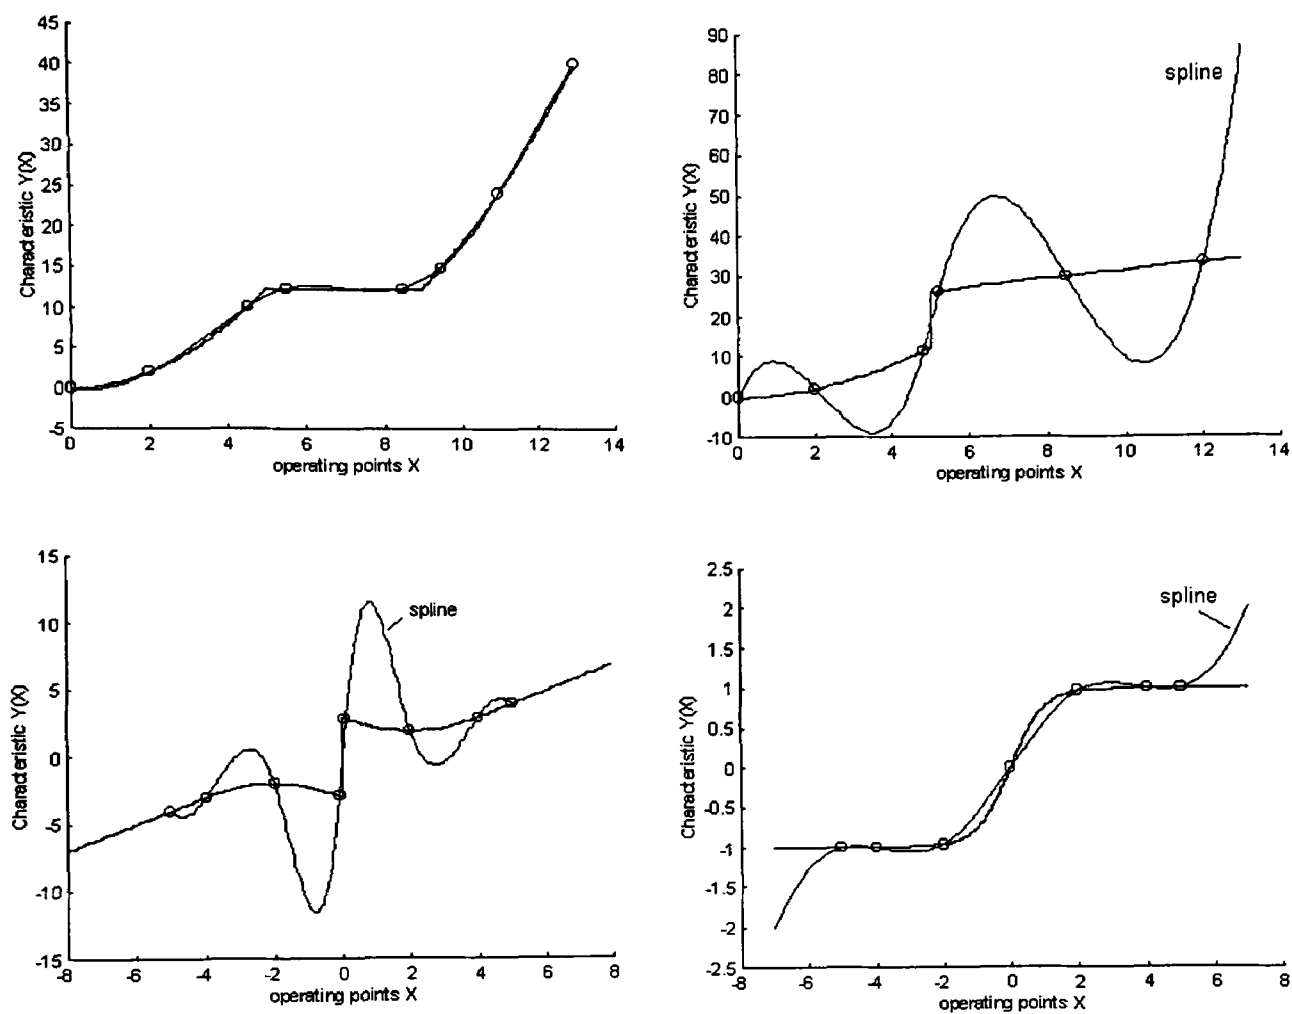 45
40
35
30
25
20
15
10
5
0
-5
Characteristic Y(X)
0 2 4 6 8 10 12 14
operating points X
90
80
70
60
50
40
30
20
10
0
-10
Characteristic Y(X)
spline
0 2 4 6 8 10 12 14
operating points X
15
10
5
0
-5
-10
-15
Characteristic Y(X)
spline
-8 -6 -4 -2 0 2 4 6 8
operating points X
2.5
2
1.5
1
0.5
0
-0.5
-1
-1.5
-2
-2.5
Characteristic Y(X)
spline
-8 -6 -4 -2 0 2 4 6 8
operating points X